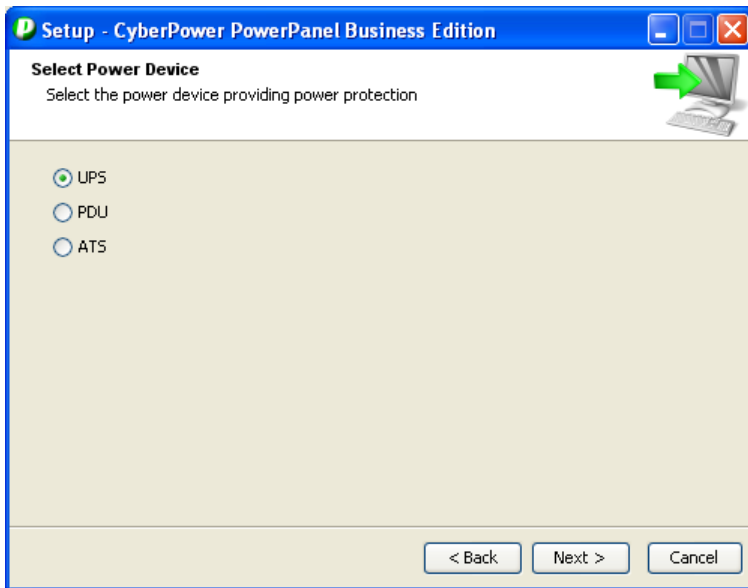 Setup - CyberPower PowerPanel Business Edition
Select Power Device
Select the power device providing power protection
UPS
PDU
ATS
< Back Next > Cancel